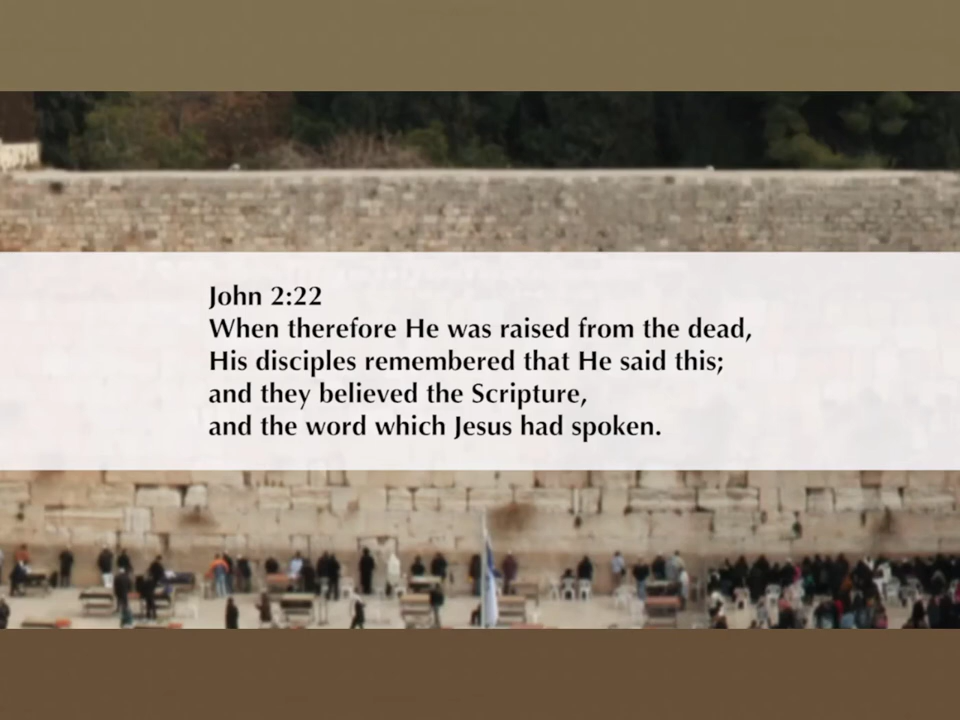 John 2:22
When therefore He was raised from the dead,
His disciples remembered that He said this;
and they believed the Scripture,
and the word which Jesus had spoken.